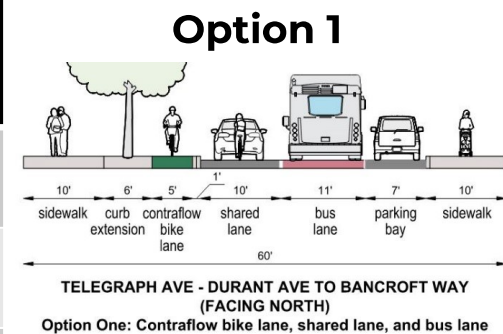 Option 1
1'
10' 6' 5' 10' 11' 7' 10'
sidewalk curb extension contraflow bike lane shared lane bus lane parking bay sidewalk
60'
TELEGRAPH AVE - DURANT AVE TO BANCROFT WAY
(FACING NORTH)
Option One: Contraflow bike lane, shared lane, and bus lane